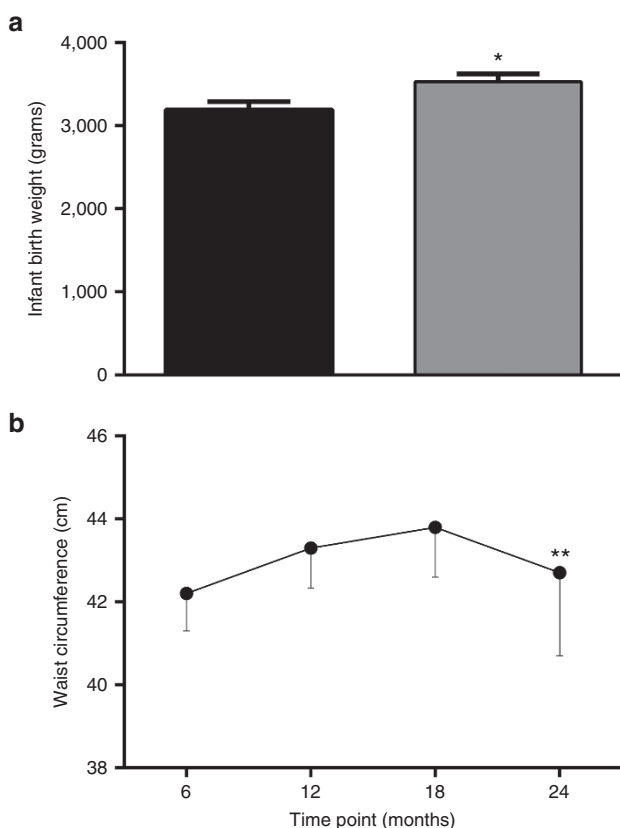 a
4,000
3,000
2,000
1,000
0
Infant birth weight (grams)
*
b
46
44
42
40
38
Waist circumference (cm)
**
6 12 18 24
Time point (months)